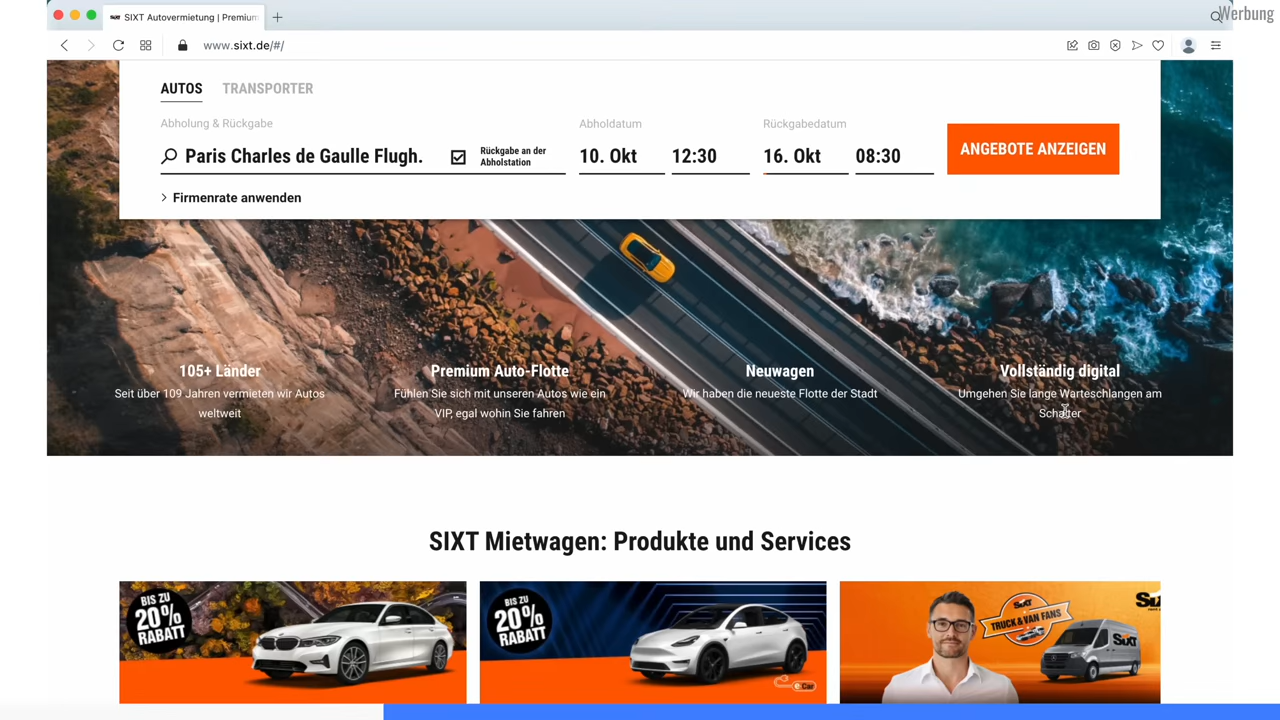 SIXT Autovermietung | Premium
Werbung
www.sixt.de/#/
AUTOS TRANSPORTER
Abholung & Rückgabe Abholdatum Rückgabedatum
Paris Charles de Gaulle Flugh.
Rückgabe an der
Abholstation
10. Okt 12:30 16. Okt 08:30
ANGEBOTE ANZEIGEN
Firmenrate anwenden
105+ Länder
Seit über 109 Jahren vermieten wir Autos
weltweit
Premium Auto-Flotte
Fühlen Sie sich mit unseren Autos wie ein
VIP, egal wohin Sie fahren
Neuwagen
Wir haben die neueste Flotte der Stadt
Vollständig digital
Umgehen Sie lange Warteschlangen am
Schalter
SIXT Mietwagen: Produkte und Services
BIS ZU
20%
RABATT
BIS ZU
20%
RABATT
e-Car
SIXT
TRUCK & VAN FANS
SIXT